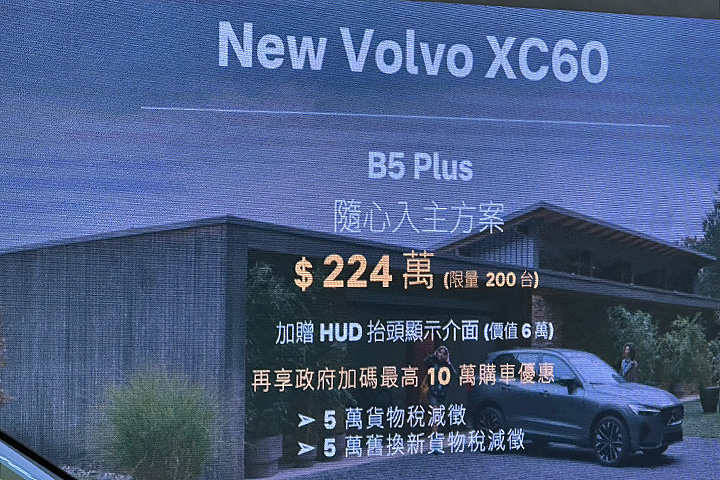 New Volvo XC60
B5 Plus
隨心入主方案
$ 224 萬 (限量 200 台)
加贈 HUD 抬頭顯示介面 (價值 6 萬)
再享政府加碼最高 10 萬購車優惠
➢ 5 萬貨物稅減徵
➢ 5 萬舊換新貨物稅減徵